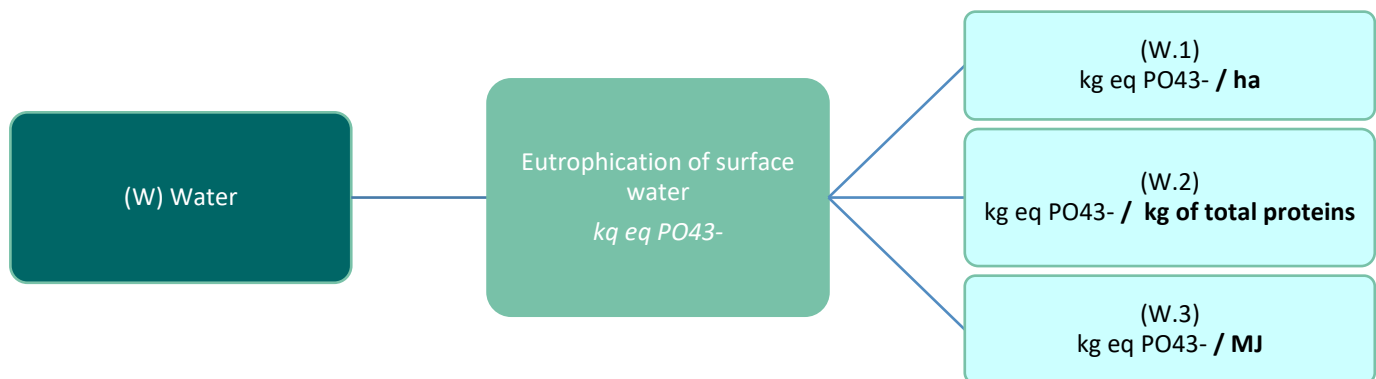 (W) Water
Eutrophication of surface
water
kq eq PO43-
(W.1)
kg eq PO43- / ha
(W.2)
kg eq PO43- / kg of total proteins
(W.3)
kg eq PO43- / MJ